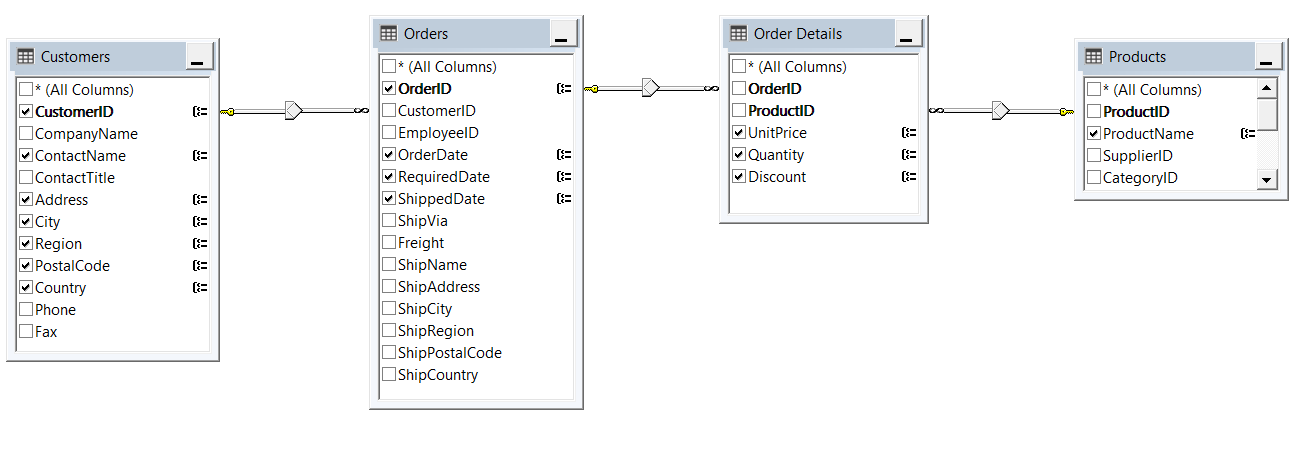 Customers
* (All Columns)
CustomerID
CompanyName
ContactName
ContactTitle
Address
City
Region
PostalCode
Country
Phone
Fax
Orders
* (All Columns)
OrderID
CustomerID
EmployeeID
OrderDate
RequiredDate
ShippedDate
ShipVia
Freight
ShipName
ShipAddress
ShipCity
ShipRegion
ShipPostalCode
ShipCountry
Order Details
* (All Columns)
OrderID
ProductID
UnitPrice
Quantity
Discount
Products
* (All Columns)
ProductID
ProductName
SupplierID
CategoryID